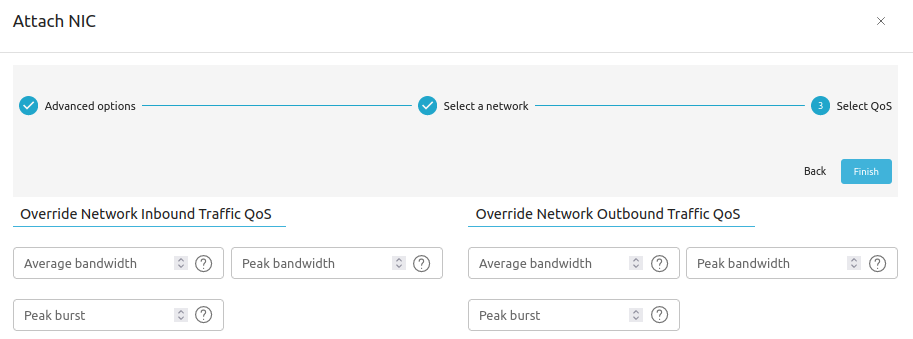 Attach NIC
Advanced options
Select a network
3 Select QoS
Back
Finish
Override Network Inbound Traffic QoS
Override Network Outbound Traffic QoS
Average bandwidth ?
Peak bandwidth ?
Average bandwidth ?
Peak bandwidth ?
Peak burst ?
Peak burst ?